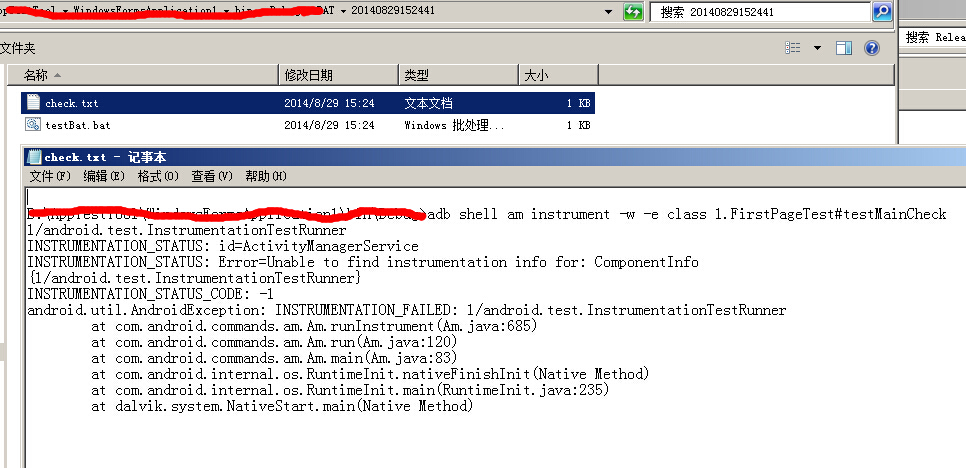 20140829152441
搜索 20140829152441
搜索 Relea
文件夹
名称 修改日期 类型 大小
check.txt 2014/8/29 15:24 文本文档 1 KB
testBat.bat 2014/8/29 15:24 Windows 批处理... 1 KB
check.txt - 记事本
文件(F) 编辑(E) 格式(O) 查看(V) 帮助(H)
adb shell am instrument -w -e class 1.FirstPageTest#testMainCheck
1/android.test.InstrumentationTestRunner
INSTRUMENTATION_STATUS: id=ActivityManagerService
INSTRUMENTATION_STATUS: Error=Unable to find instrumentation info for: ComponentInfo
{1/android.test.InstrumentationTestRunner}
INSTRUMENTATION_STATUS_CODE: -1
android.util.AndroidException: INSTRUMENTATION_FAILED: 1/android.test.InstrumentationTestRunner
at com.android.commands.am.Am.runInstrument(Am.java:685)
at com.android.commands.am.Am.run(Am.java:120)
at com.android.commands.am.Am.main(Am.java:83)
at com.android.internal.os.RuntimeInit.nativeFinishInit(Native Method)
at com.android.internal.os.RuntimeInit.main(RuntimeInit.java:235)
at dalvik.system.NativeStart.main(Native Method)